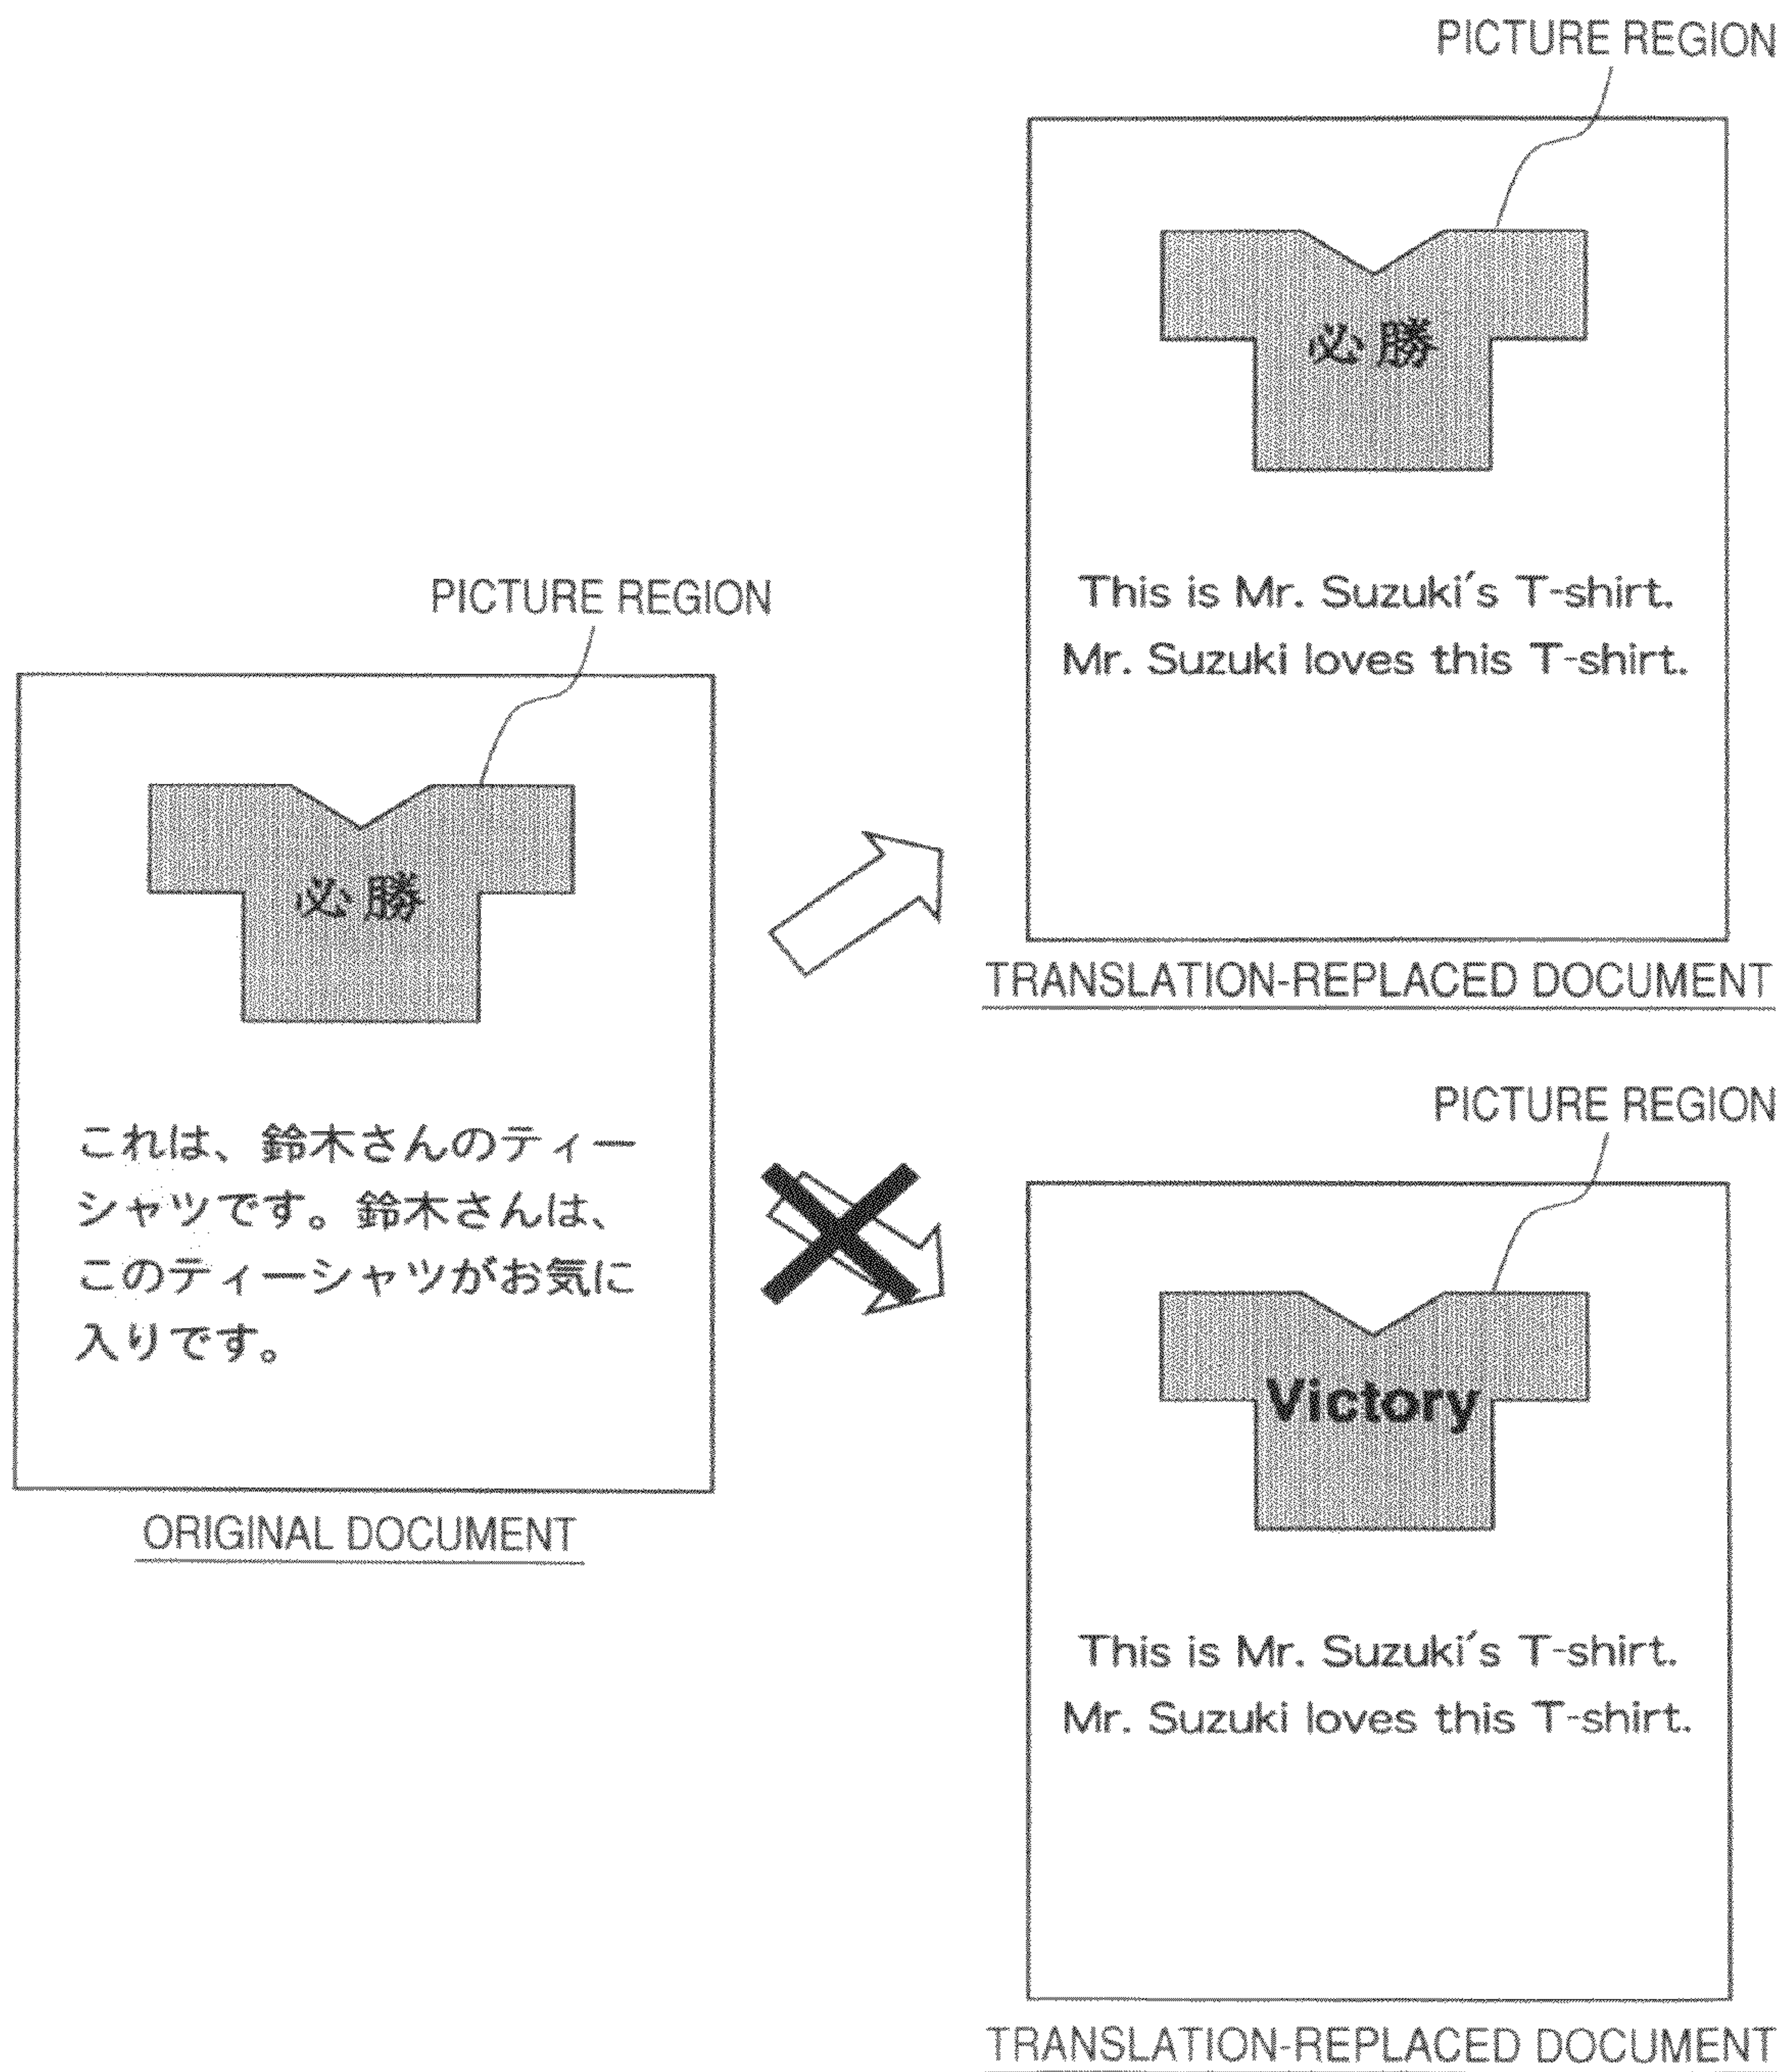 PICTURE REGION
必勝
これは、鈴木さんのティー
シャツです。鈴木さんは、
このティーシャツがお気に
入りです。
ORIGINAL DOCUMENT
PICTURE REGION
必勝
This is Mr. Suzuki's T-shirt.
Mr. Suzuki loves this T-shirt.
TRANSLATION-REPLACED DOCUMENT
PICTURE REGION
Victory
This is Mr. Suzuki's T-shirt.
Mr. Suzuki loves this T-shirt.
TRANSLATION-REPLACED DOCUMENT